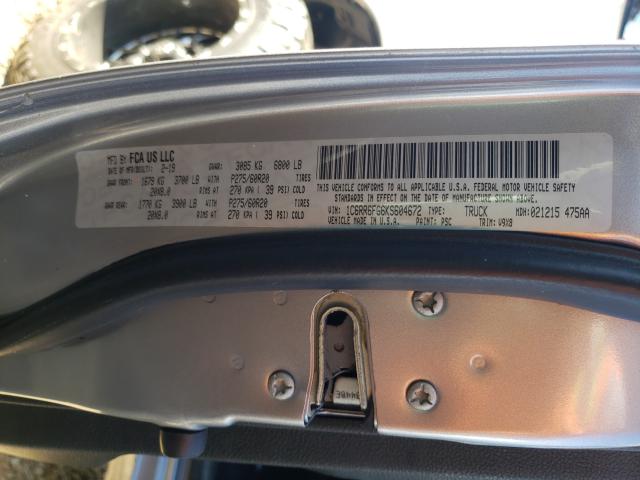 MFD BY FCA US LLC
DATE OF MFR(BUILT): 2-19 GVWR: 3085 KG 6800 LB
GAWR FRONT: 1679 KG 3700 LB WITH P275/60R20 TIRES
20X8.0 RIMS AT 270 KPA ( 39 PSI) COLD
GAWR REAR: 1770 KG 3900 LB WITH P275/60R20 TIRES
20X8.0 RIMS AT 270 KPA ( 39 PSI) COLD
THIS VEHICLE CONFORMS TO ALL APPLICABLE U.S.A. FEDERAL MOTOR VEHICLE SAFETY
STANDARDS IN EFFECT ON THE DATE OF MANUFACTURE SHOWN ABOVE
VIN: 1C6RR6FG6KS604672 TYPE: TRUCK MDH:021215 475AA
VEHICLE MADE IN U.S.A. PAINT: PSC TRIM: V9X8